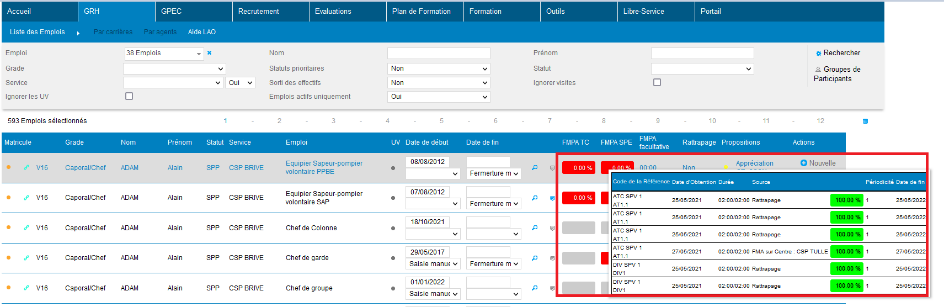 Accueil GRH GPEC Recrutement Evaluations Plan de Formation Formation Outils Libre-Service Portail
Liste des Emplois Par carrières Par agents Aide LAO
Emploi 38 Emplois Nom Prénom Rechercher
Grade Statuts prioritaires Non Statut Groupes de
Participants
Service Oui Sorti des effectifs Non Ignorer visites
Ignorer les UV Emplois actifs uniquement Oui
593 Emplois sélectionnés 1 - 2 - 3 - 4 - 5 - 6 - 7 - 8 - 9 - 10 - 11 - 12
Matricule Grade Nom Prénom Statut Service Emploi UV Date de début Date de fin FMPA TC FMPA SPE FMPA facultative Rattrapage Propositions Actions
V16 Caporal/Chef ADAM Alain SPP CSP BRIVE Equipier Sapeur-pompier volontaire PPBE 08/08/2012 Fermeture m 0.00 % 0.00 % 00:00 Appréciation Nouvelle
V16 Caporal/Chef ADAM Alain SPP CSP BRIVE Equipier Sapeur-pompier volontaire SAP 07/08/2012 Fermeture m 0.00 %
V16 Caporal/Chef ADAM Alain SPP CSP BRIVE Chef de Colonne 18/10/2021
V16 Caporal/Chef ADAM Alain SPP CSP BRIVE Chef de garde 29/05/2017 Saisie manue Fermeture m
V16 Caporal/Chef ADAM Alain SPP CSP BRIVE Chef de groupe 01/01/2022 Saisie manue
Code de la Référence Date d'Obtention Durée Source Périodicité Date de fin
ATC SPV 1
AT1.1 25/05/2021 02:00/02:00 Rattrapage 100.00 % 1 25/05/2022
ATC SPV 1
AT1.1 25/05/2021 02:00/02:00 Rattrapage 100.00 % 1 25/05/2022
ATC SPV 1
AT1.1 25/05/2021 02:00/02:00 Rattrapage 100.00 % 1 25/05/2022
ATC SPV 1
AT1.1 27/05/2021 02:00/02:00 FMA sur Centre CSP TULLE 100.00 % 1 27/05/2022
DIV SPV 1
DIV1 25/05/2021 02:00/02:00 Rattrapage 100.00 % 1 25/05/2022
DIV SPV 1
DIV1 25/05/2021 02:00/02:00 Rattrapage 100.00 % 1 25/05/2022